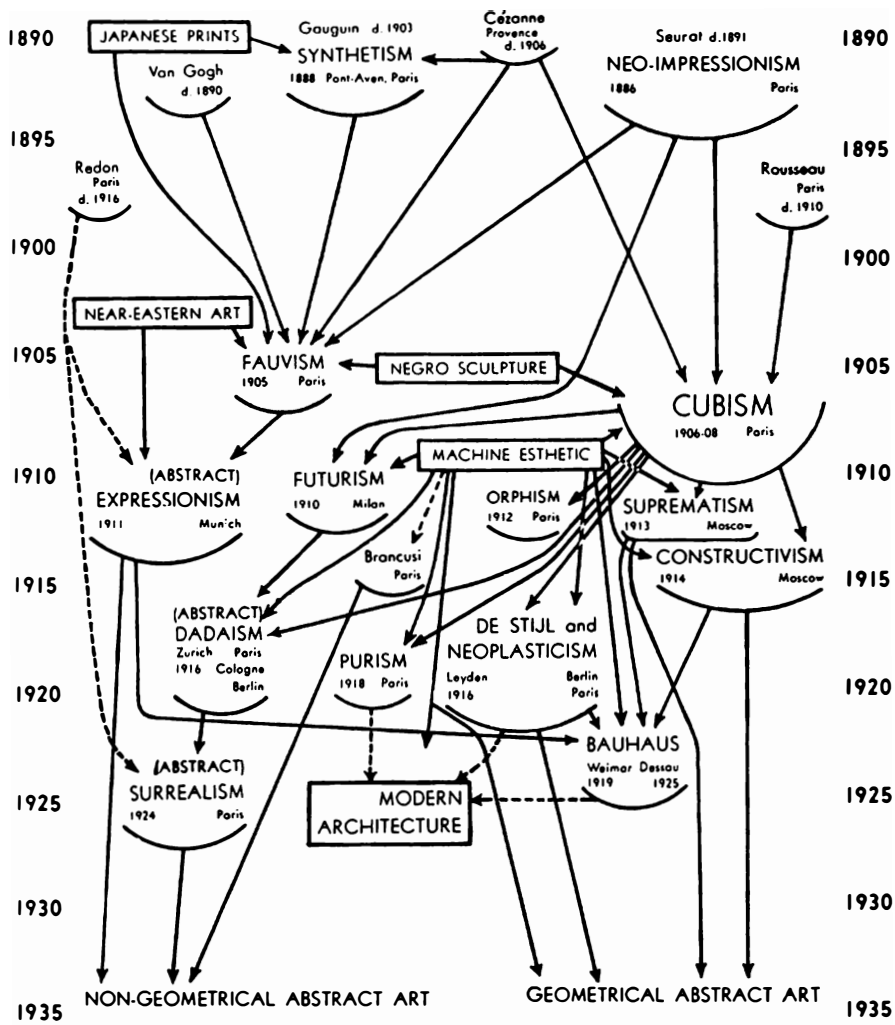 1890
JAPANESE PRINTS
Gauguin d. 1903
SYNTHETISM
1888 Pont-Aven, Paris
Cézanne
Provence
d. 1906
Seurat d.1891
NEO-IMPRESSIONISM
1886 Paris
1890
Van Gogh
d. 1890
1895
1895
Redon
Paris
d. 1916
Rousseau
Paris
d. 1910
1900
1900
NEAR-EASTERN ART
1905
FAUVISM
1905 Paris
NEGRO SCULPTURE
1905
CUBISM
1906-08 Paris
1910
(ABSTRACT)
EXPRESSIONISM
1911 Munich
FUTURISM
1910 Milan
MACHINE ESTHETIC
ORPHISM
1912 Paris
SUPREMATISM
1913 Moscow
1910
CONSTRUCTIVISM
1914 Moscow
Brancusi
Paris
1915
1915
(ABSTRACT)
DADAISM
Zurich Paris
1916 Cologne
Berlin
PURISM
1918 Paris
DE STIJL and
NEOPLASTICISM
Leyden Berlin
1916 Paris
1920
1920
BAUHAUS
Weimar Dessau
1919 1925
(ABSTRACT)
SURREALISM
1924 Paris
1925
MODERN
ARCHITECTURE
1925
1930
1930
NON-GEOMETRICAL ABSTRACT ART
GEOMETRICAL ABSTRACT ART
1935
1935